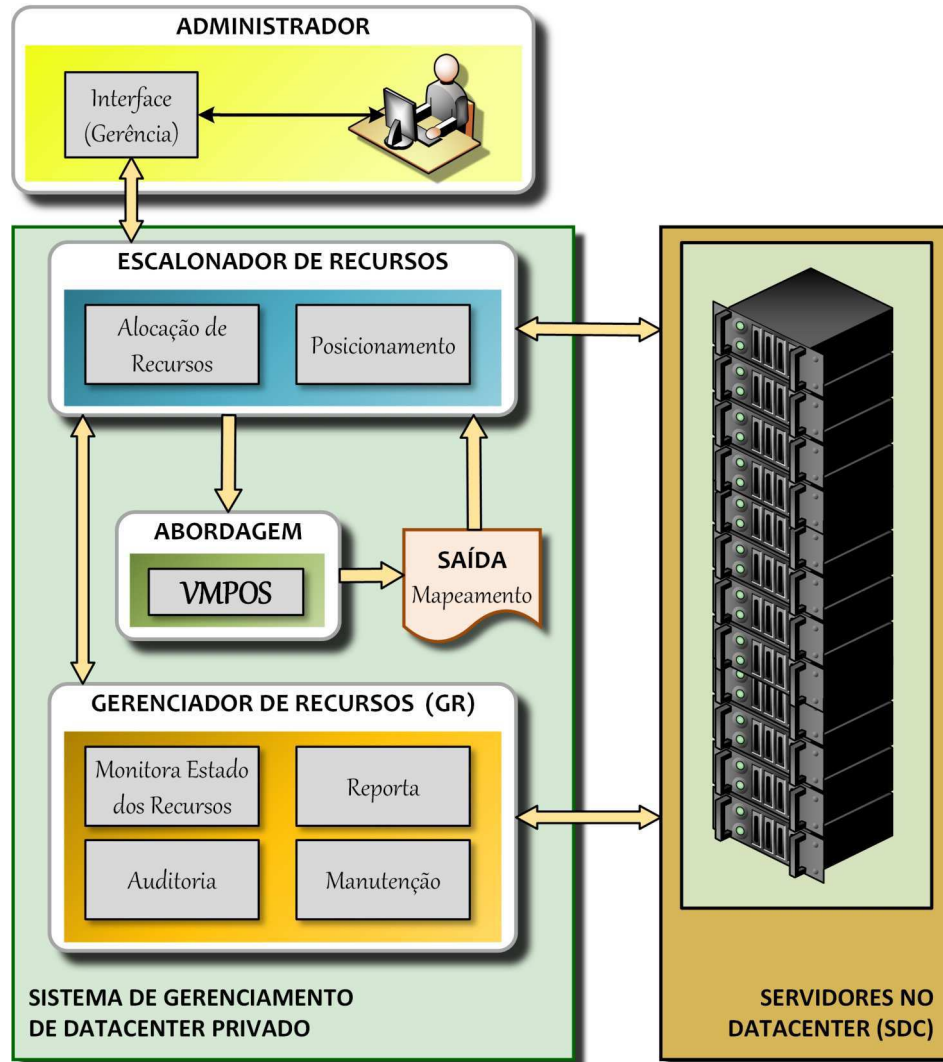 ADMINISTRADOR
Interface
(Gerência)
ESCALONADOR DE RECURSOS
Alocação de
Recursos
Posicionamento
ABORDAGEM
VMPOS
SAÍDA
Mapeamento
GERENCIADOR DE RECURSOS (GR)
Monitora Estado
dos Recursos
Reporta
Auditoria
Manutenção
SISTEMA DE GERENCIAMENTO
DE DATACENTER PRIVADO
SERVIDORES NO
DATACENTER (SDC)